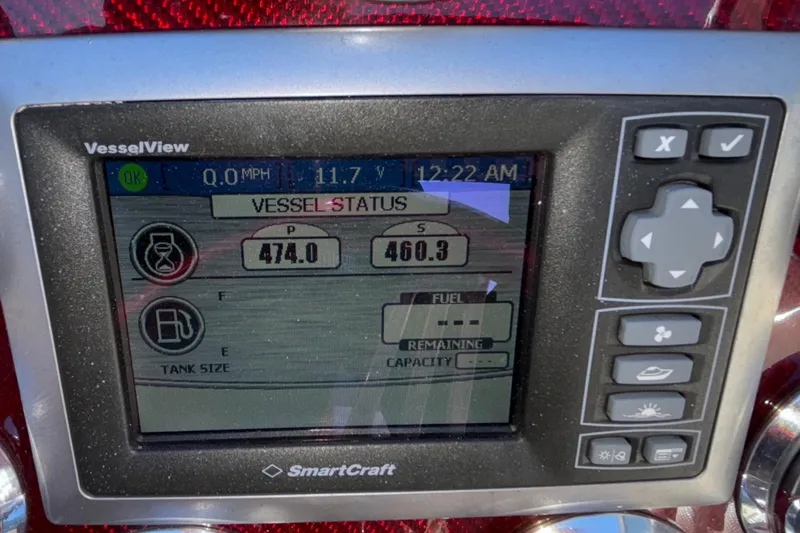 VesselView
OK 0.0 MPH 11.7 V 12:22 AM
VESSEL STATUS
P S
474.0 460.3
F FUEL
---
E REMAINING
TANK SIZE CAPACITY ---
SmartCraft
X